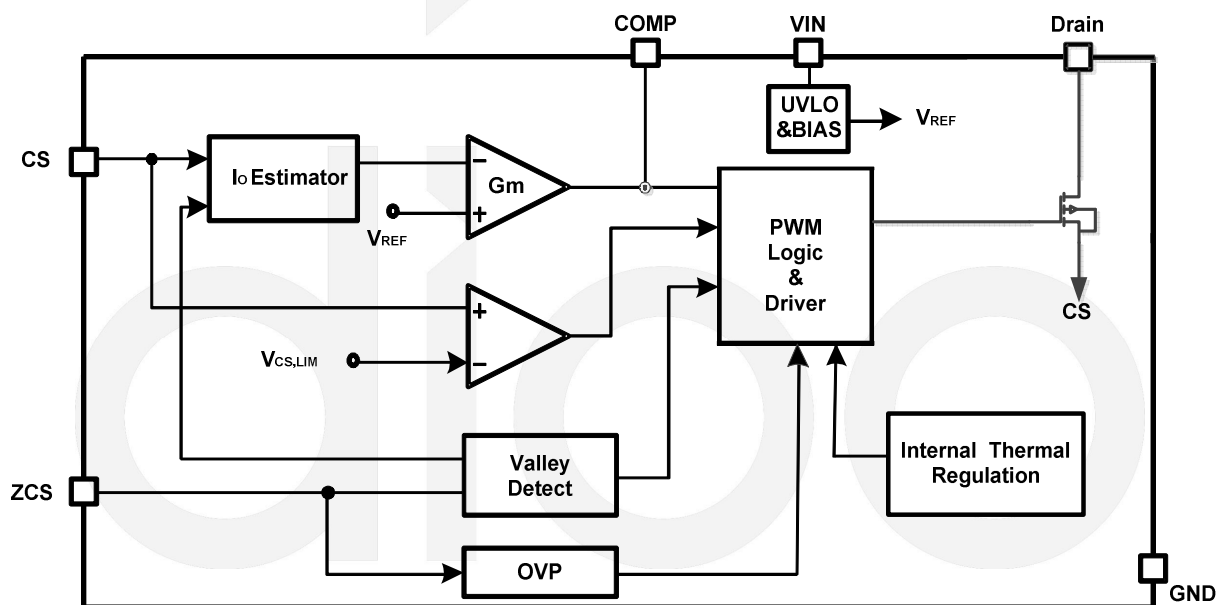 COMP
VIN
Drain
UVLO
&BIAS
VREF
CS
IO Estimator
Gm
VREF
PWM
Logic
&
Driver
CS
VCS,LIM
Valley
Detect
Internal Thermal
Regulation
ZCS
OVP
GND
dioo